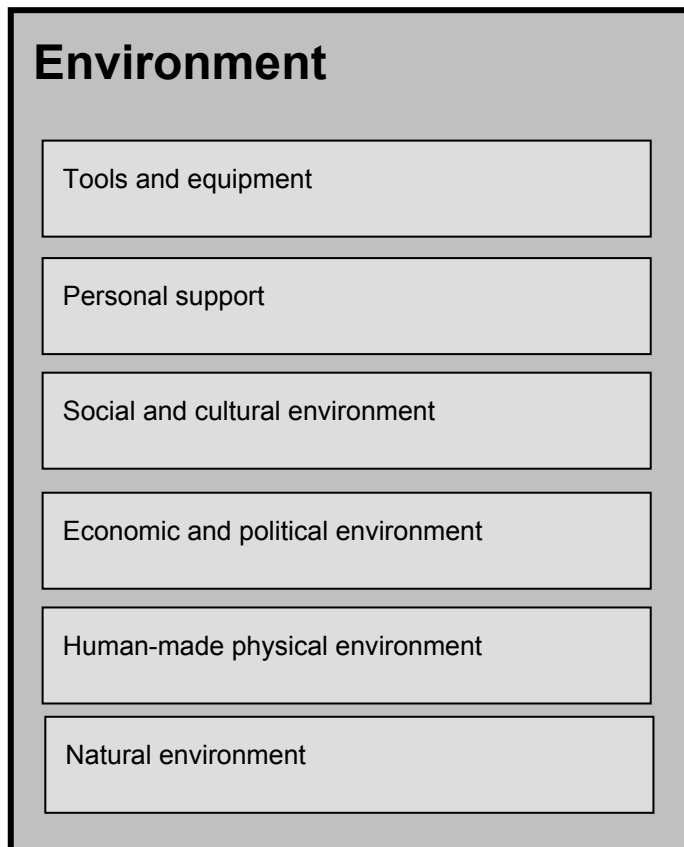 Environment
Tools and equipment
Personal support
Social and cultural environment
Economic and political environment
Human-made physical environment
Natural environment